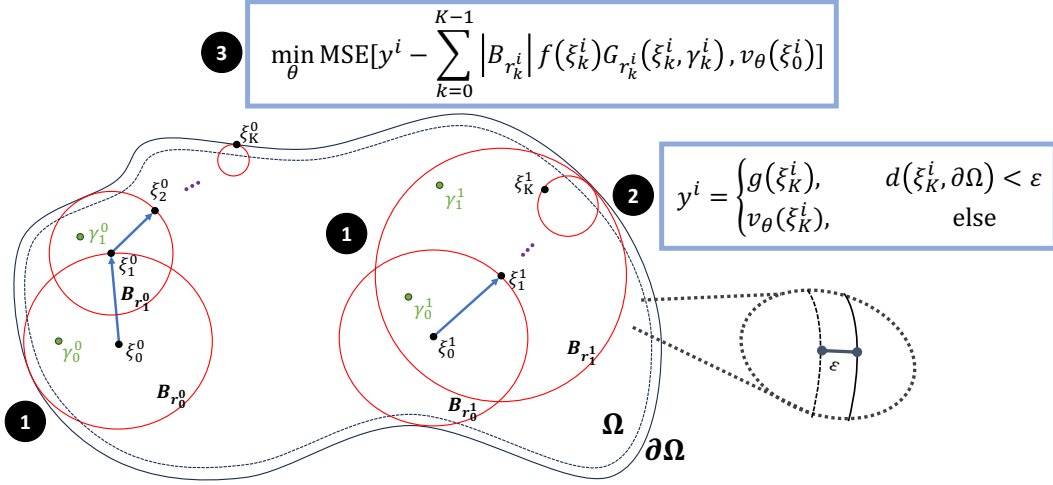 3
min_θ MSE[y^i − ∑_{k=0}^{K−1} |B_{r_k^i}| f(ξ_k^i)G_{r_k^i}(ξ_k^i, γ_k^i) , v_θ(ξ_0^i)]
2
y^i = { g(ξ_K^i), d(ξ_K^i, ∂Ω) < ε
v_θ(ξ_K^i), else
ξ_K^0
ξ_2^0
γ_1^0
ξ_1^0
B_{r_1^0}
γ_0^0
ξ_0^0
B_{r_0^0}
1
1
γ_1^1
ξ_K^1
γ_0^1
ξ_1^1
ξ_0^1
B_{r_1^1}
B_{r_0^1}
Ω
∂Ω
ε